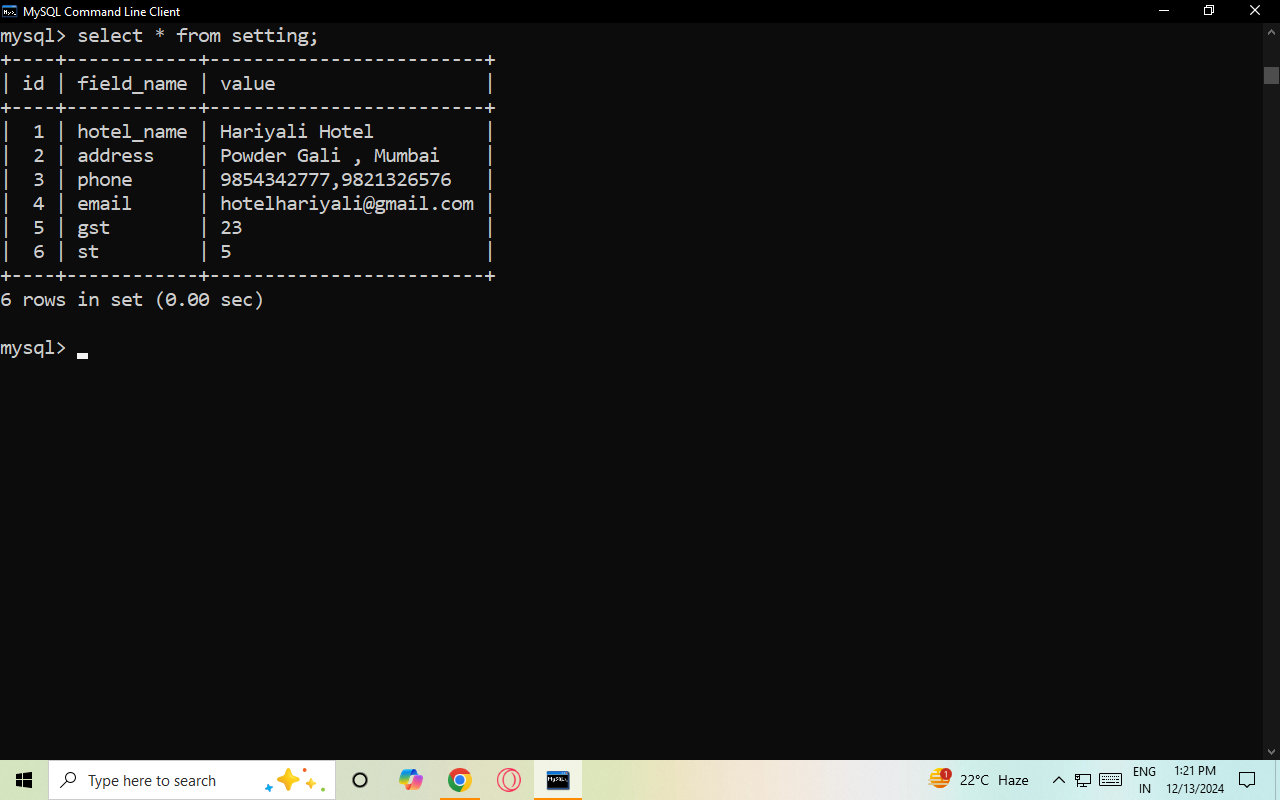 MySQL Command Line Client
mysql> select * from setting;
+----+------------+-------------------------+
| id | field_name | value                   |
+----+------------+-------------------------+
|  1 | hotel_name | Hariyali Hotel          |
|  2 | address    | Powder Gali , Mumbai    |
|  3 | phone      | 9854342777,9821326576   |
|  4 | email      | hotelhariyali@gmail.com |
|  5 | gst        | 23                      |
|  6 | st         | 5                       |
+----+------------+-------------------------+
6 rows in set (0.00 sec)
mysql>
Type here to search
1
22°C Haze
ENG
IN
1:21 PM
12/13/2024